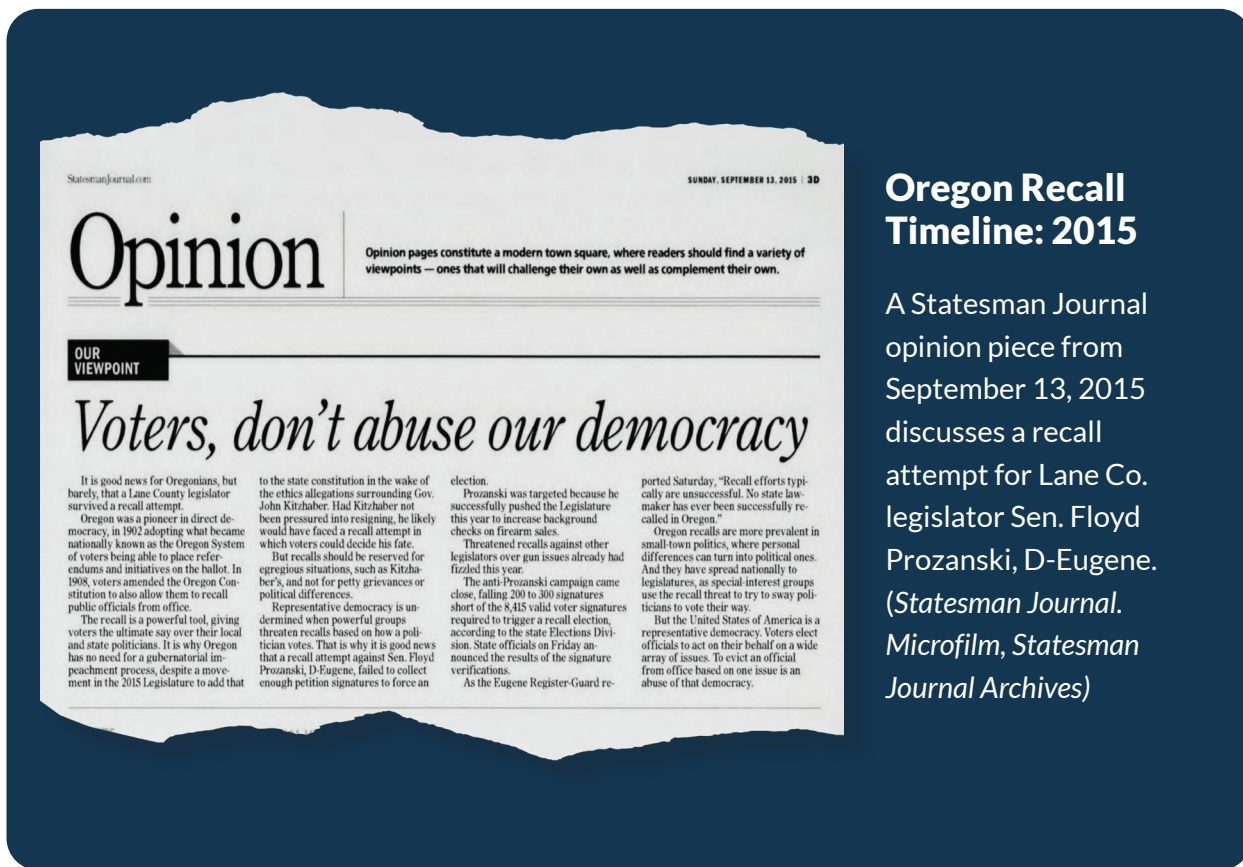 StatesmanJournal.com
SUNDAY, SEPTEMBER 13, 2015 | 3D
Opinion
Opinion pages constitute a modern town square, where readers should find a variety of
viewpoints — ones that will challenge their own as well as complement their own.
OUR
VIEWPOINT
Voters, don't abuse our democracy
It is good news for Oregonians, but
barely, that a Lane County legislator
survived a recall attempt.
Oregon was a pioneer in direct de-
mocracy, in 1902 adopting what became
nationally known as the Oregon System
of voters being able to place refer-
endums and initiatives on the ballot. In
1908, voters amended the Oregon Con-
stitution to also allow them to recall
public officials from office.
The recall is a powerful tool, giving
voters the ultimate say over their local
and state politicians. It is why Oregon
has no need for a gubernatorial im-
peachment process, despite a move-
ment in the 2015 Legislature to add that
to the state constitution in the wake of
the ethics allegations surrounding Gov.
John Kitzhaber. Had Kitzhaber not
been pressured into resigning, he likely
would have faced a recall attempt in
which voters could decide his fate.
But recalls should be reserved for
egregious situations, such as Kitzha-
ber's, and not for petty grievances or
political differences.
Representative democracy is un-
dermined when powerful groups
threaten recalls based on how a poli-
tician votes. That is why it is good news
that a recall attempt against Sen. Floyd
Prozanski, D-Eugene, failed to collect
enough petition signatures to force an
election.
Prozanski was targeted because he
successfully pushed the Legislature
this year to increase background
checks on firearm sales.
Threatened recalls against other
legislators over gun issues already had
fizzled this year.
The anti-Prozanski campaign came
close, falling 200 to 300 signatures
short of the 8,415 valid voter signatures
required to trigger a recall election,
according to the state Elections Divi-
sion. State officials on Friday an-
nounced the results of the signature
verifications.
As the Eugene Register-Guard re-
ported Saturday, "Recall efforts typi-
cally are unsuccessful. No state law-
maker has ever been successfully re-
called in Oregon."
Oregon recalls are more prevalent in
small-town politics, where personal
differences can turn into political ones.
And they have spread nationally to
legislatures, as special-interest groups
use the recall threat to try to sway poli-
ticians to vote their way.
But the United States of America is a
representative democracy. Voters elect
officials to act on their behalf on a wide
array of issues. To evict an official
from office based on one issue is an
abuse of that democracy.
Oregon Recall
Timeline: 2015
A Statesman Journal
opinion piece from
September 13, 2015
discusses a recall
attempt for Lane Co.
legislator Sen. Floyd
Prozanski, D-Eugene.
(Statesman Journal.
Microfilm, Statesman
Journal Archives)